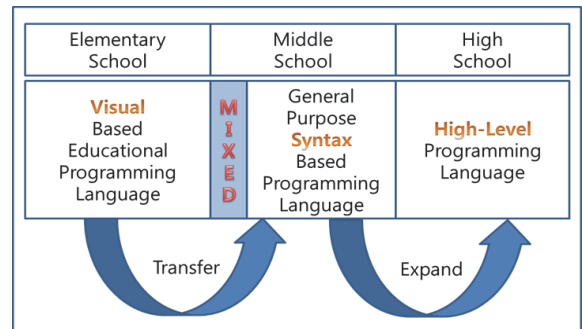 Elementary
School
Middle
School
High
School
Visual
Based
Educational
Programming
Language
MIXED
General
Purpose
Syntax
Based
Programming
Language
High-Level
Programming
Language
Transfer
Expand